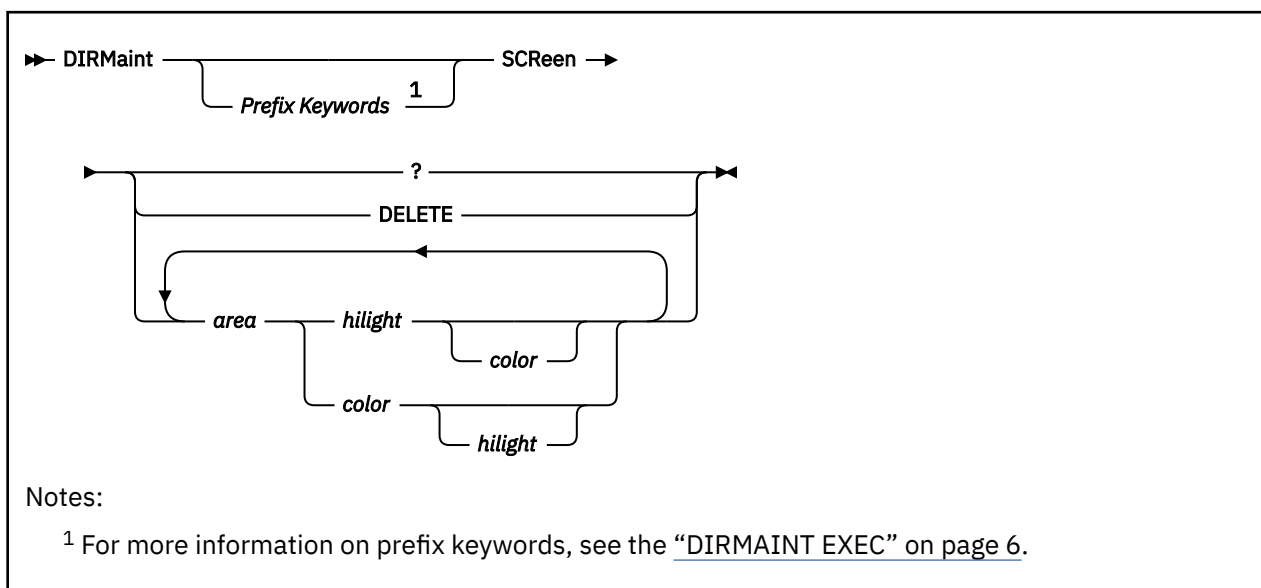 DIRMaint SCReen
Prefix Keywords 1
?
DELETE
area hilight
color
color
hilight
Notes:
1 For more information on prefix keywords, see the “DIRMAINT EXEC” on page 6.